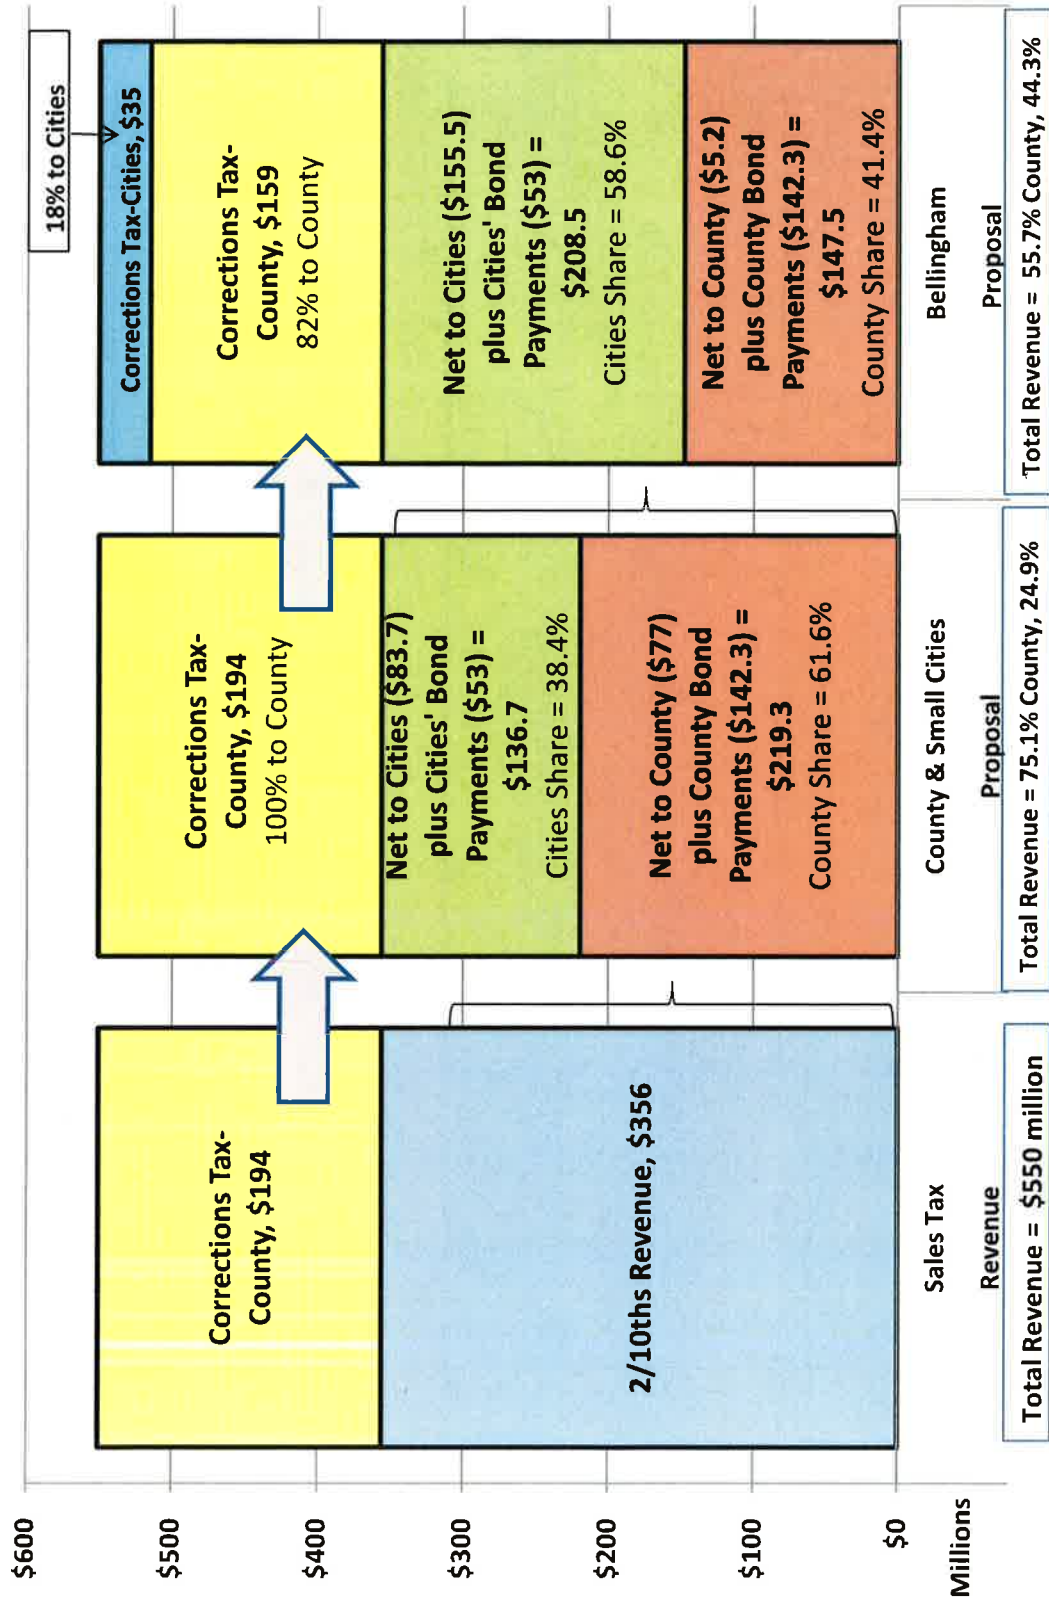 $600
$500
$400
$300
$200
$100
$0
Millions
Corrections Tax-
County, $194
2/10ths Revenue, $356
Sales Tax
Revenue
Total Revenue = $550 million
Corrections Tax-
County, $194
100% to County
Net to Cities ($83.7)
plus Cities' Bond
Payments ($53) =
$136.7
Cities Share = 38.4%
Net to County ($77)
plus County Bond
Payments ($142.3) =
$219.3
County Share = 61.6%
County & Small Cities
Proposal
Total Revenue = 75.1% County, 24.9%
18% to Cities
Corrections Tax-Cities, $35
Corrections Tax-
County, $159
82% to County
Net to Cities ($155.5)
plus Cities' Bond
Payments ($53) =
$208.5
Cities Share = 58.6%
Net to County ($5.2)
plus County Bond
Payments ($142.3) =
$147.5
County Share = 41.4%
Bellingham
Proposal
Total Revenue = 55.7% County, 44.3%